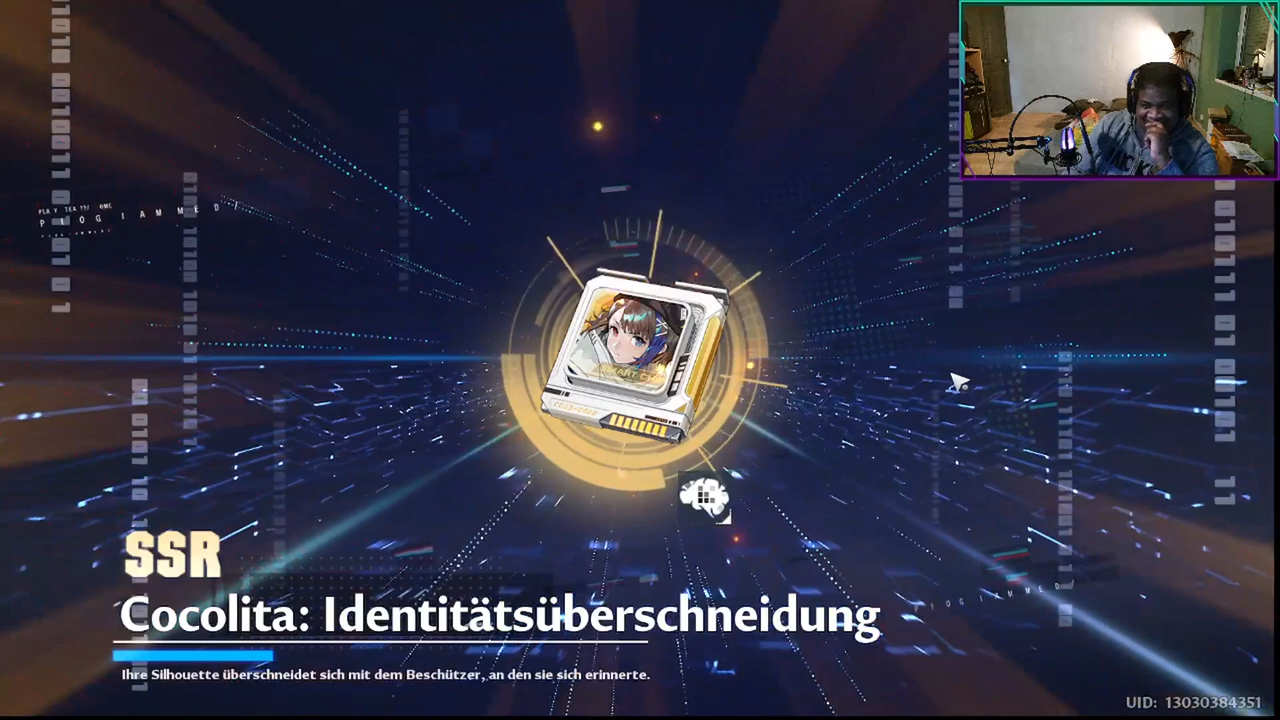 SSR
Cocolita: Identitätsüberschneidung
Ihre Silhouette überschneidet sich mit dem Beschützer, an den sie sich erinnerte.
UID: 13030384351